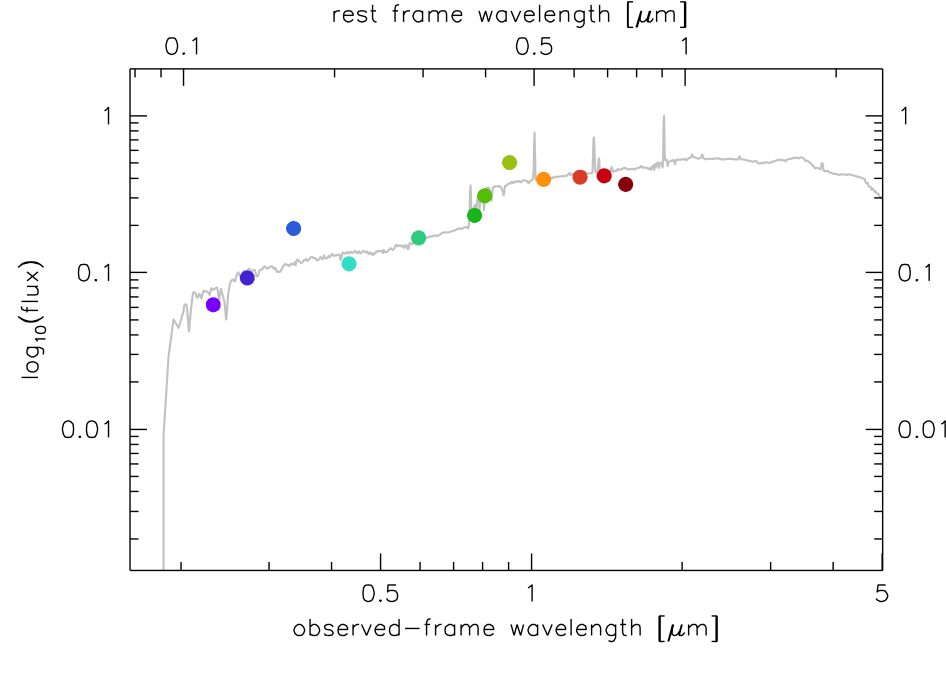 rest frame wavelength [μm]
0.1 0.5 1
1 1
0.1 0.1
0.01 0.01
log10(flux)
0.5 1 5
observed-frame wavelength [μm]